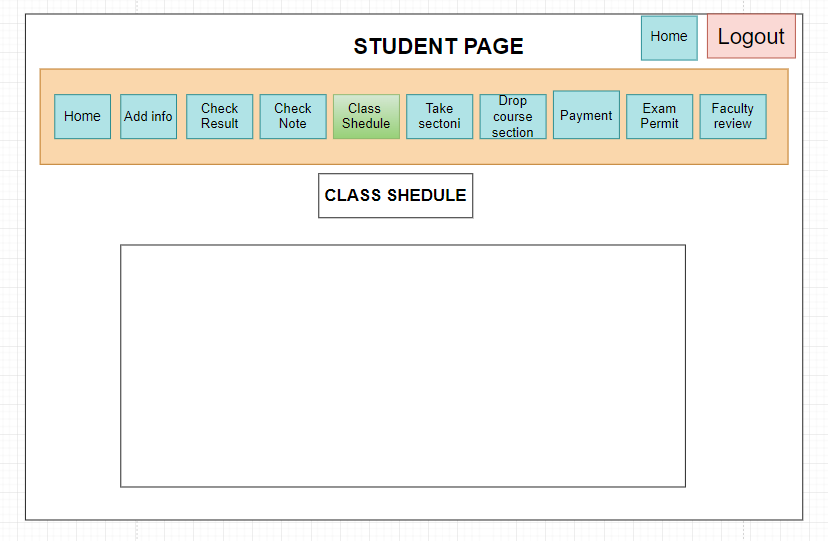 STUDENT PAGE
Home
Logout
Home
Add info
Check
Result
Check
Note
Class
Shedule
Take
sectoni
Drop
course
section
Payment
Exam
Permit
Faculty
review
CLASS SHEDULE